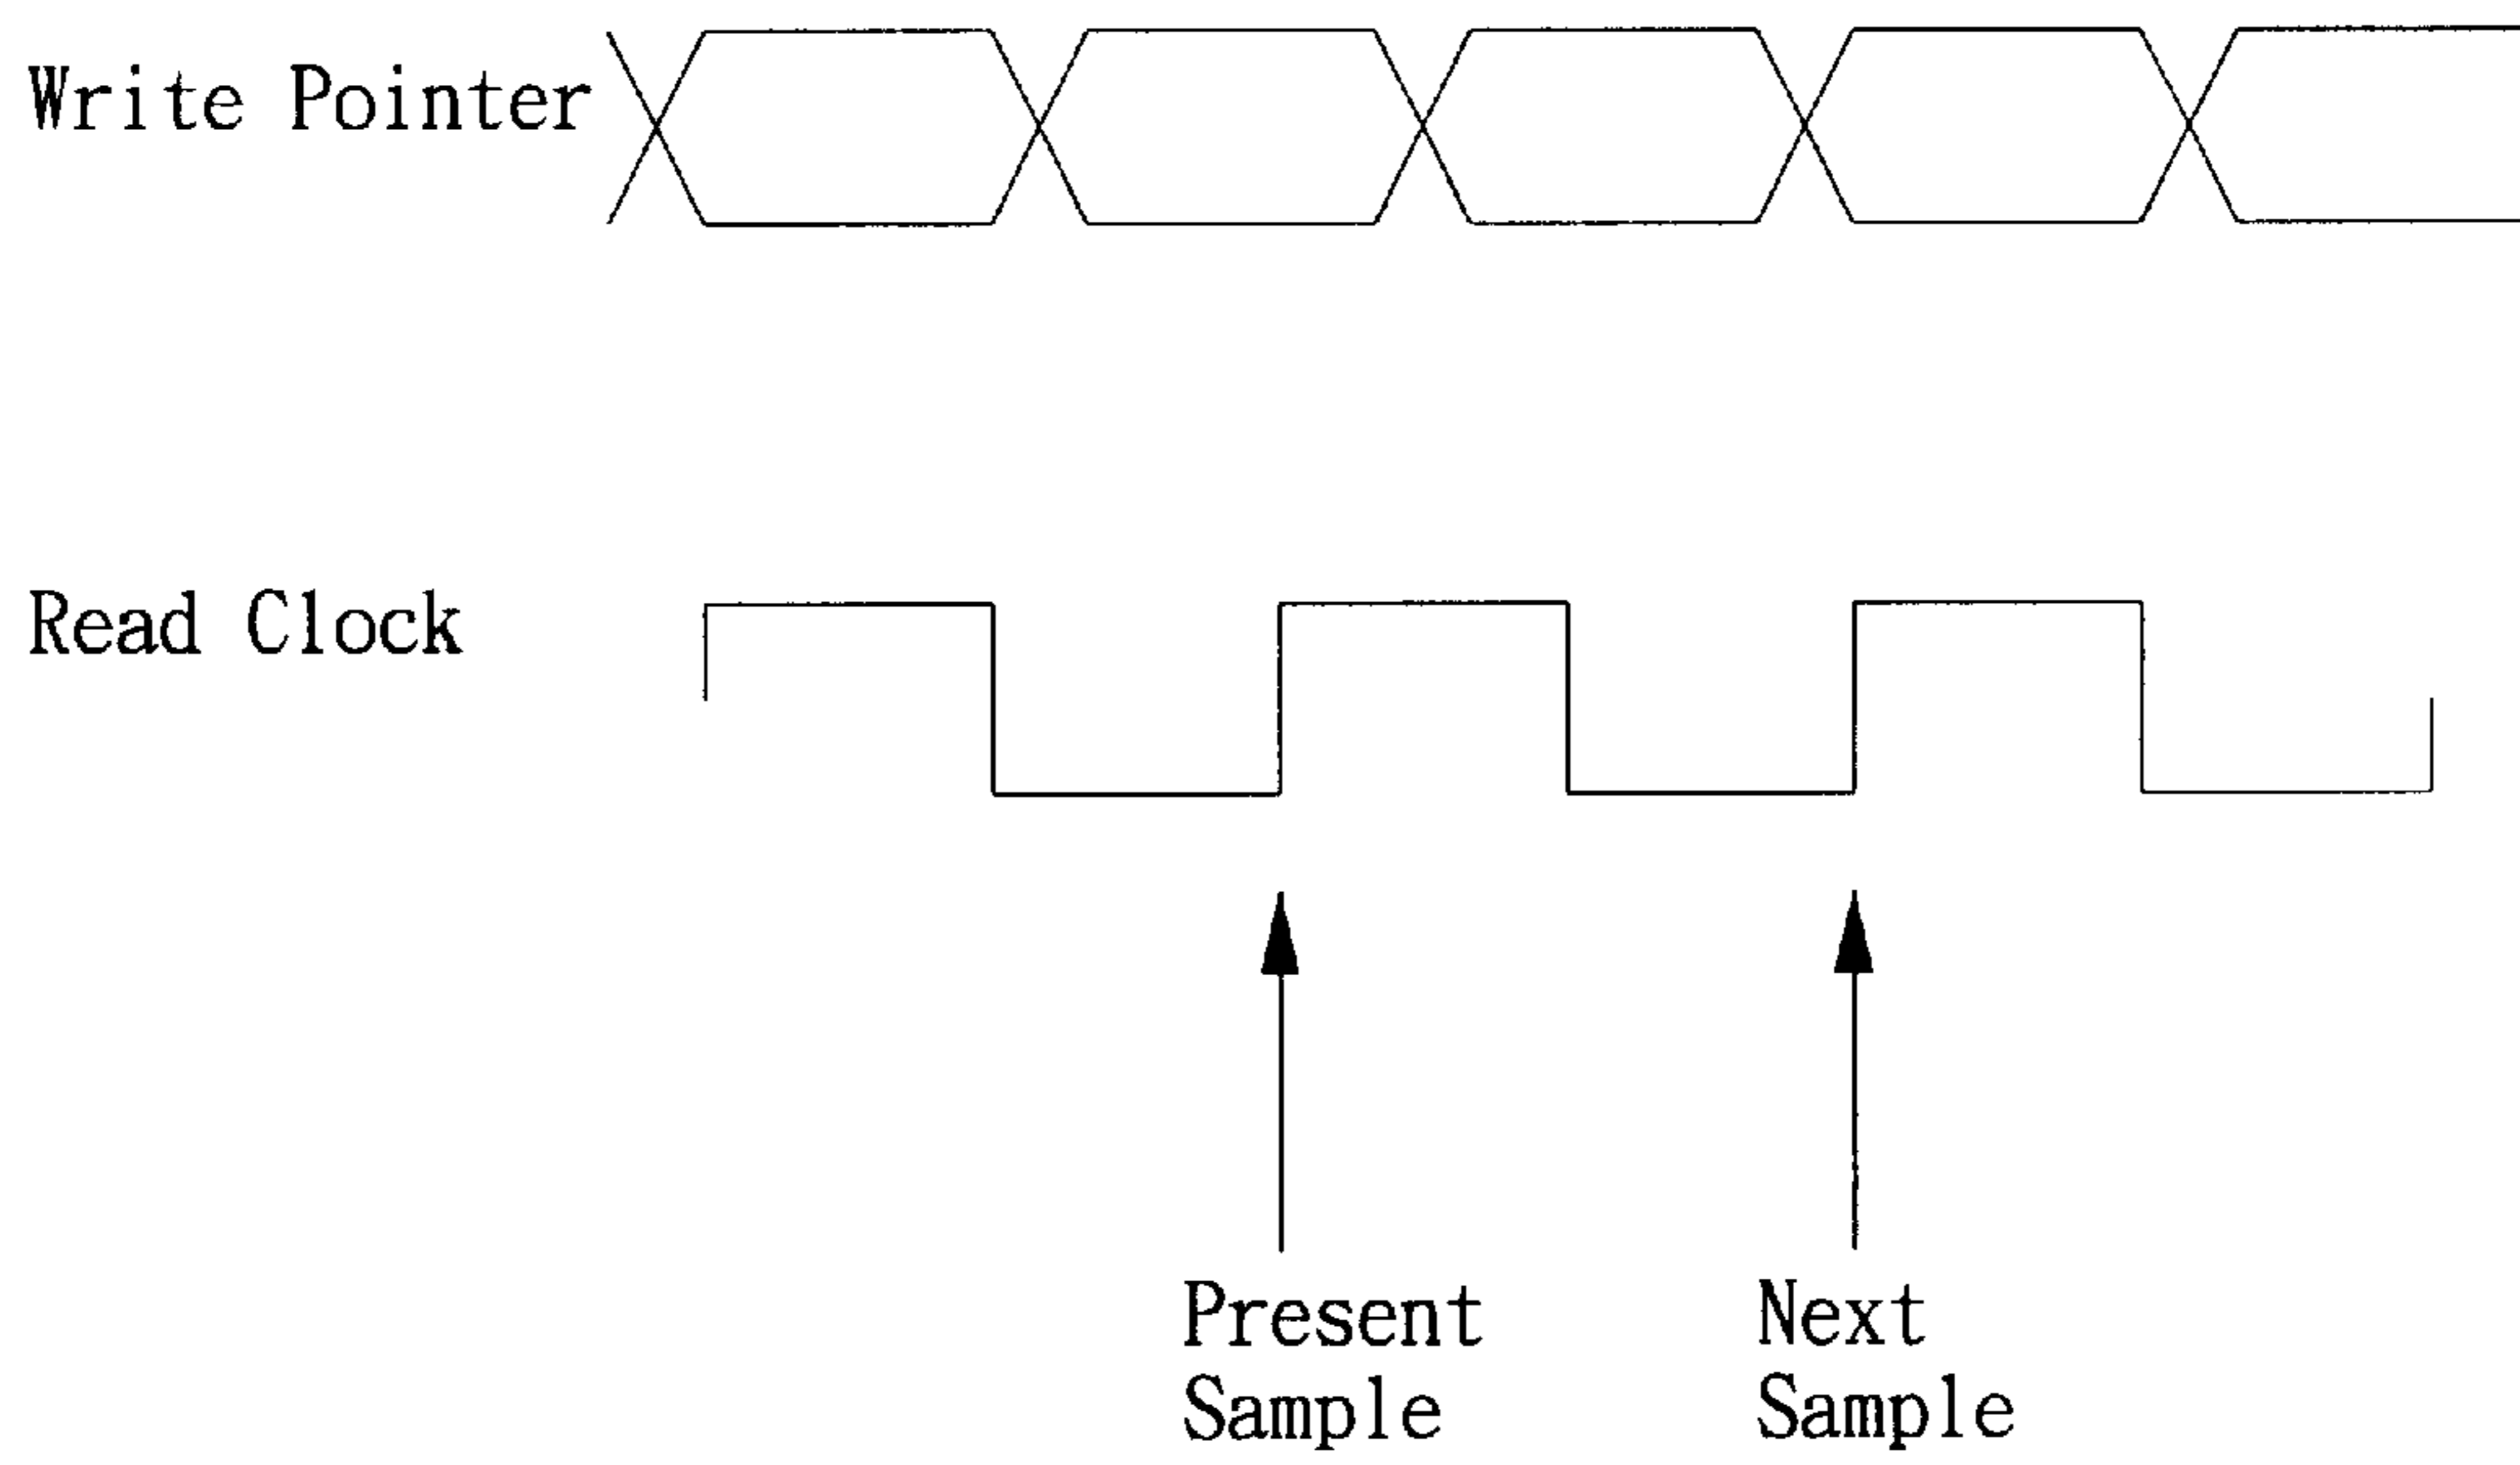 Write Pointer
Read Clock
Present
Sample
Next
Sample